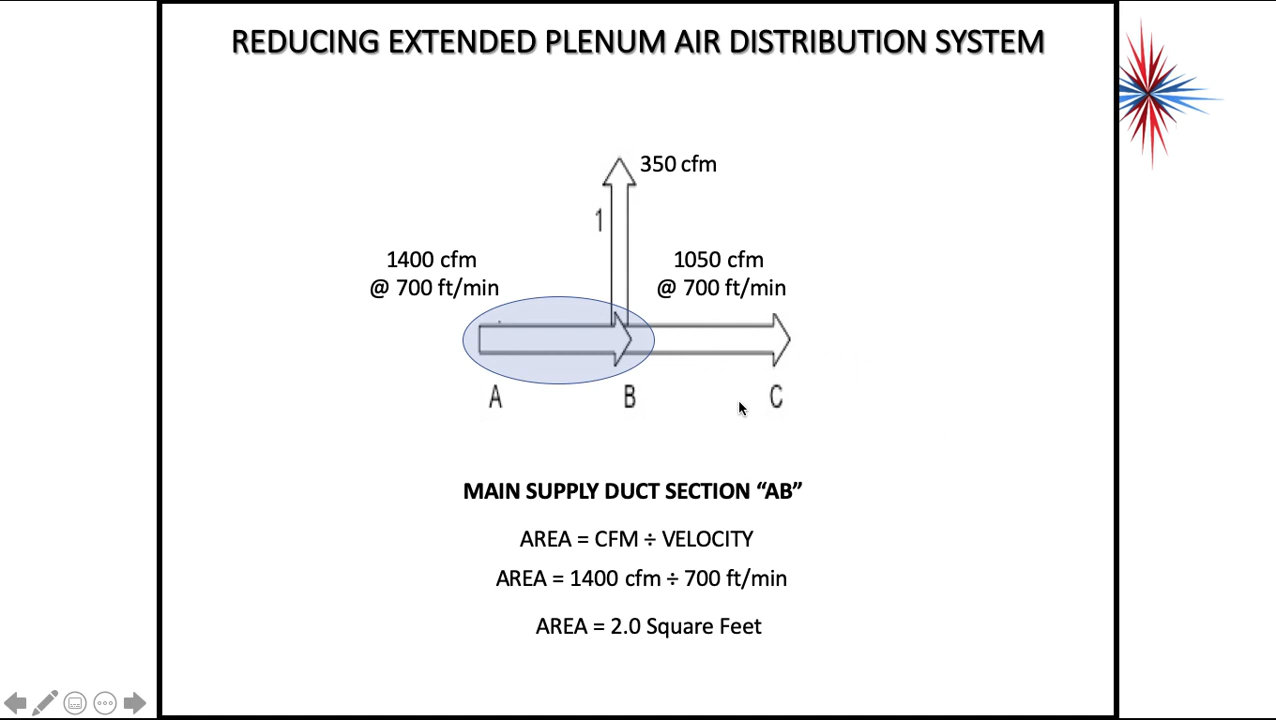 REDUCING EXTENDED PLENUM AIR DISTRIBUTION SYSTEM
350 cfm
1
1400 cfm
@ 700 ft/min
1050 cfm
@ 700 ft/min
A
B
C
MAIN SUPPLY DUCT SECTION “AB”
AREA = CFM ÷ VELOCITY
AREA = 1400 cfm ÷ 700 ft/min
AREA = 2.0 Square Feet